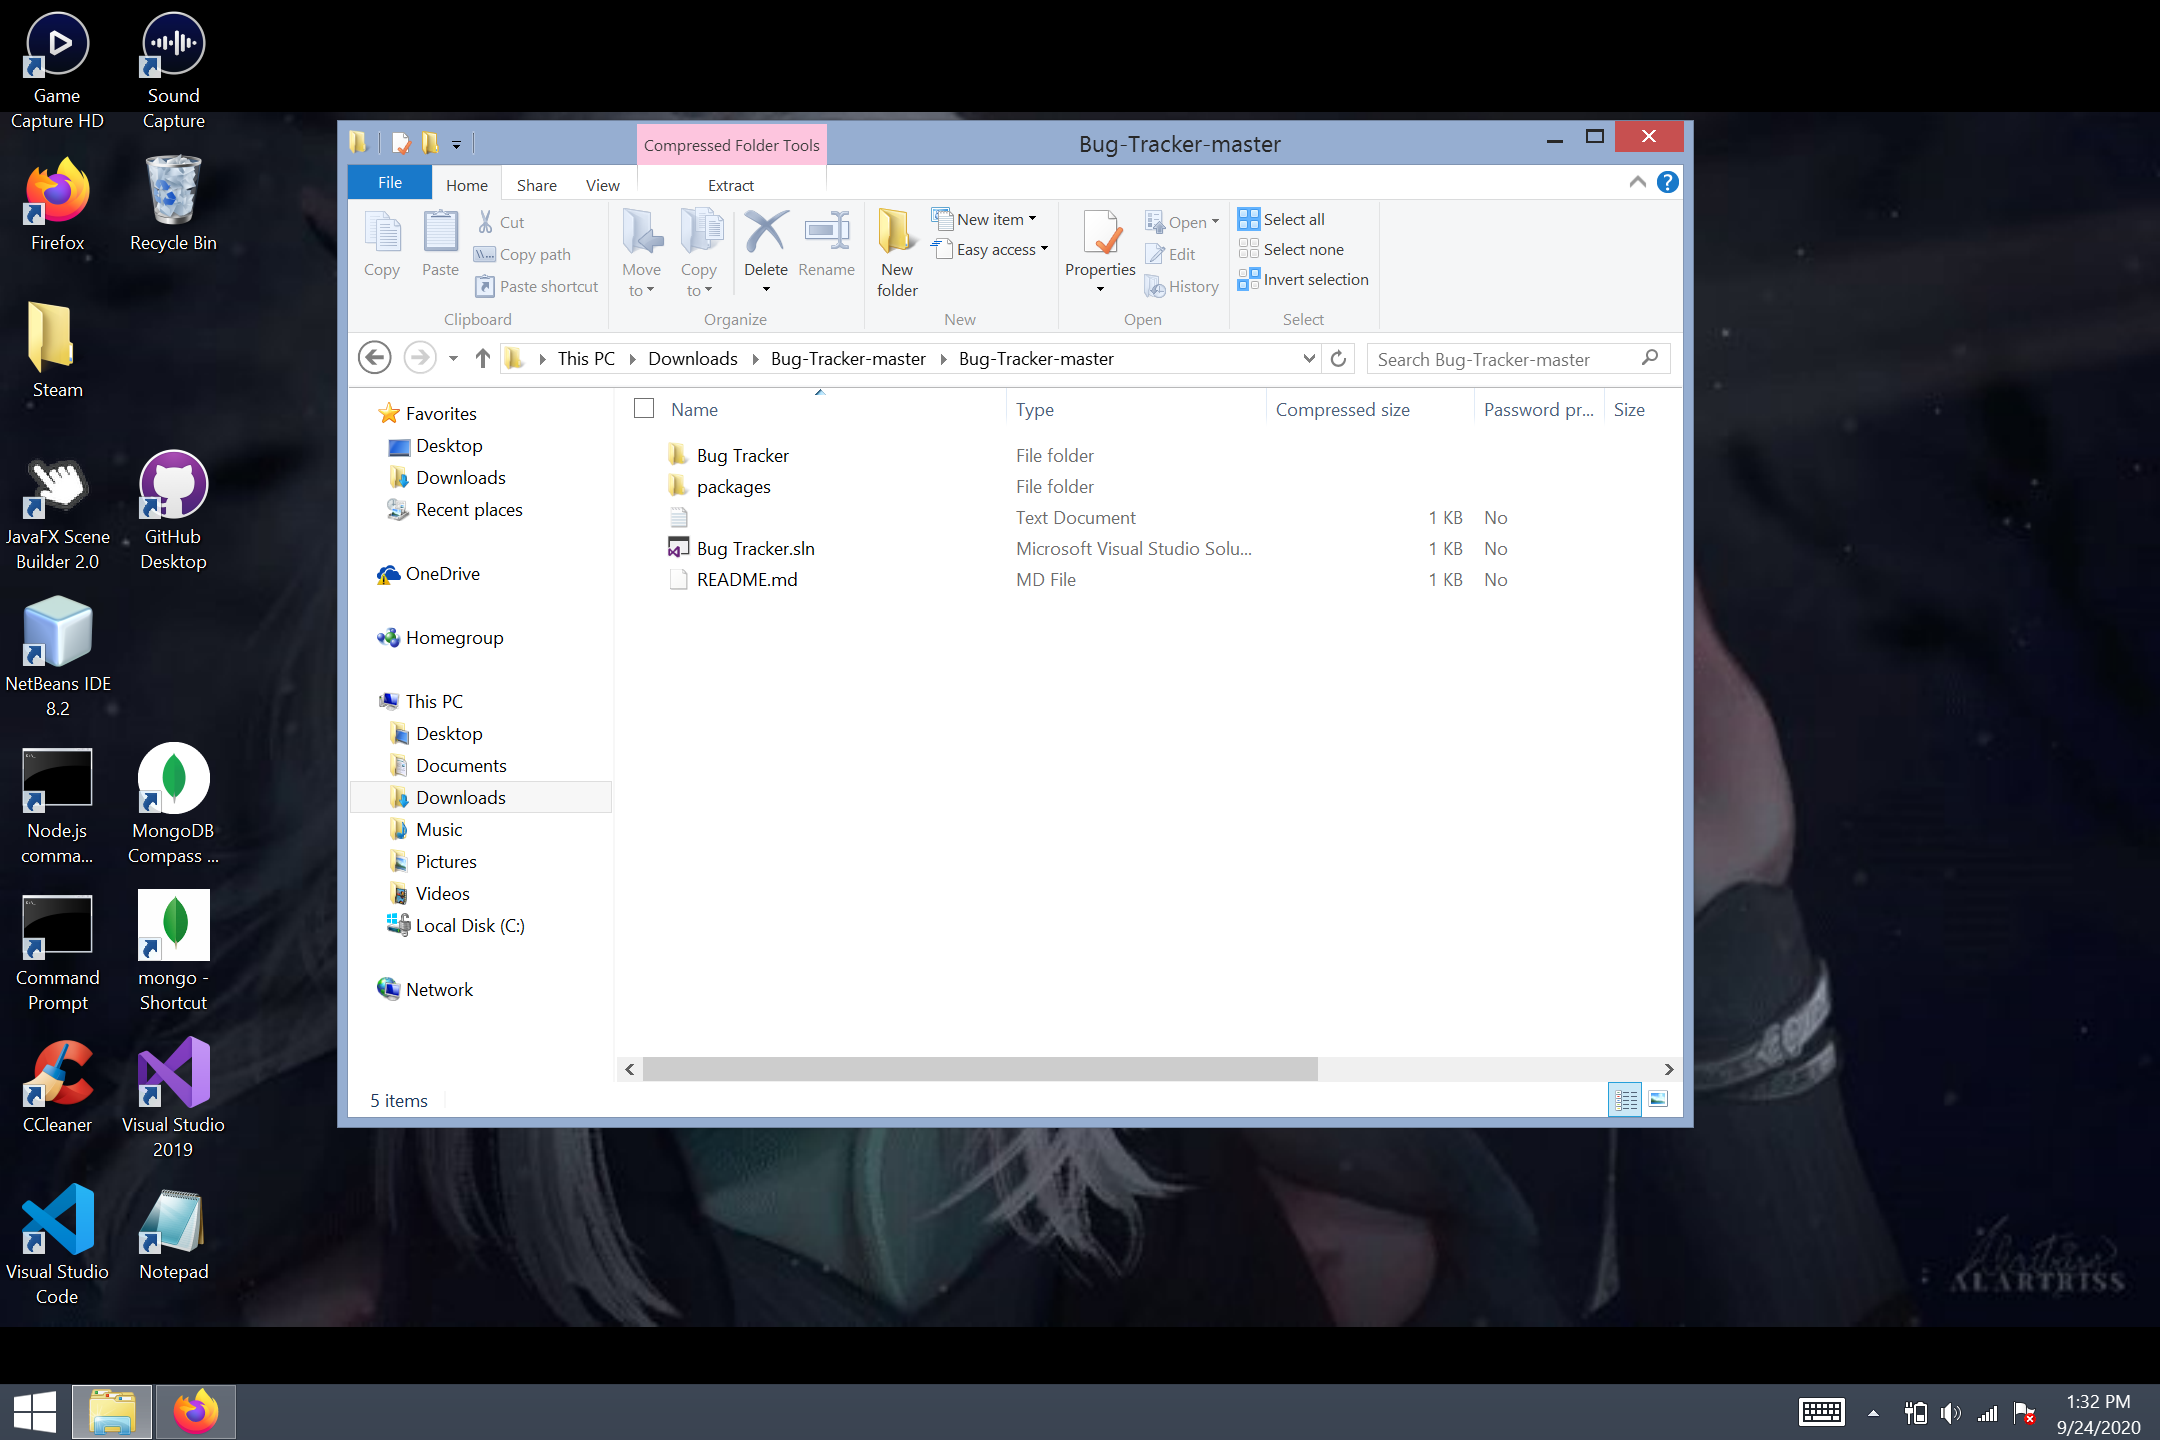 Game
Capture HD
Sound
Capture
Firefox
Recycle Bin
Steam
JavaFX Scene
Builder 2.0
GitHub
Desktop
NetBeans IDE
8.2
Node.js
comma...
MongoDB
Compass ...
Command
Prompt
mongo -
Shortcut
CCleaner
Visual Studio
2019
Visual Studio
Code
Notepad
Compressed Folder Tools
Bug-Tracker-master
File
Home
Share
View
Extract
Copy
Paste
Cut
Copy path
Paste shortcut
Clipboard
Move
to
Copy
to
Delete
Rename
Organize
New
folder
New item
Easy access
New
Properties
Open
Edit
History
Open
Select all
Select none
Invert selection
Select
This PC
Downloads
Bug-Tracker-master
Bug-Tracker-master
Search Bug-Tracker-master
Favorites
Desktop
Downloads
Recent places
OneDrive
Homegroup
This PC
Desktop
Documents
Downloads
Music
Pictures
Videos
Local Disk (C:)
Network
Name
Type
Compressed size
Password pr...
Size
Bug Tracker
File folder
packages
File folder
Text Document
1 KB
No
Bug Tracker.sln
Microsoft Visual Studio Solu...
1 KB
No
README.md
MD File
1 KB
No
5 items
ALARTRISS
1:32 PM
9/24/2020